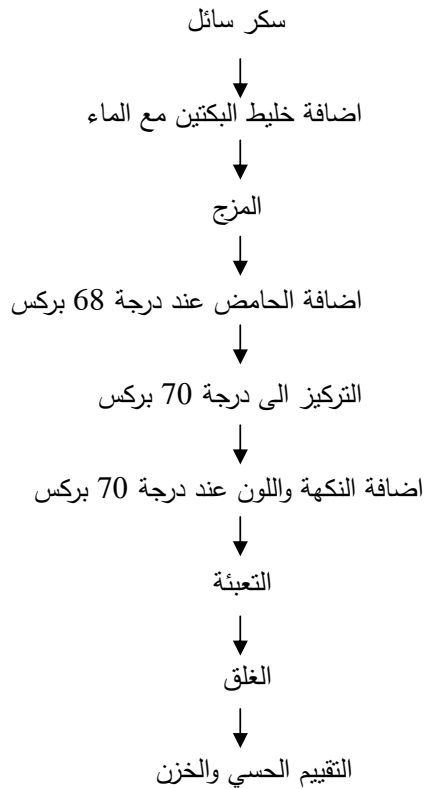 سكر سائل
اضافة خليط البكتين مع الماء
المزج
اضافة الحامض عند درجة 68 بركس
التركيز الى درجة 70 بركس
اضافة النكهة واللون عند درجة 70 بركس
التعبئة
الغلق
التقييم الحسي والخزن